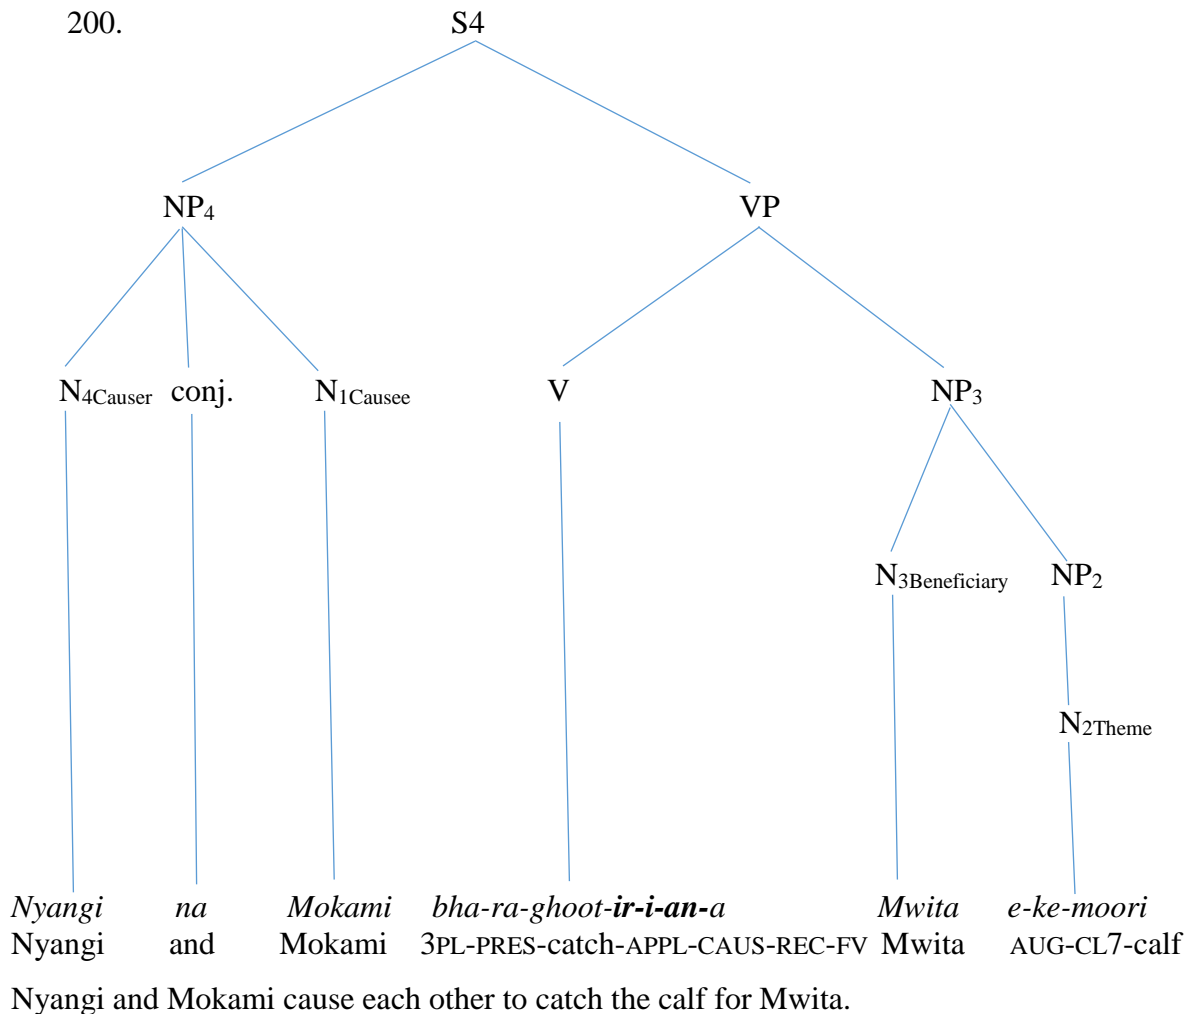 200. S4
NP₄ VP
N₄Causer conj. N₁Causee V NP₃
N₃Beneficiary NP₂
N₂Theme
Nyangi na Mokami bha-ra-ghoot-ir-i-an-a Mwita e-ke-moori
Nyangi and Mokami 3PL-PRES-catch-APPL-CAUS-REC-FV Mwita AUG-CL7-calf
Nyangi and Mokami cause each other to catch the calf for Mwita.